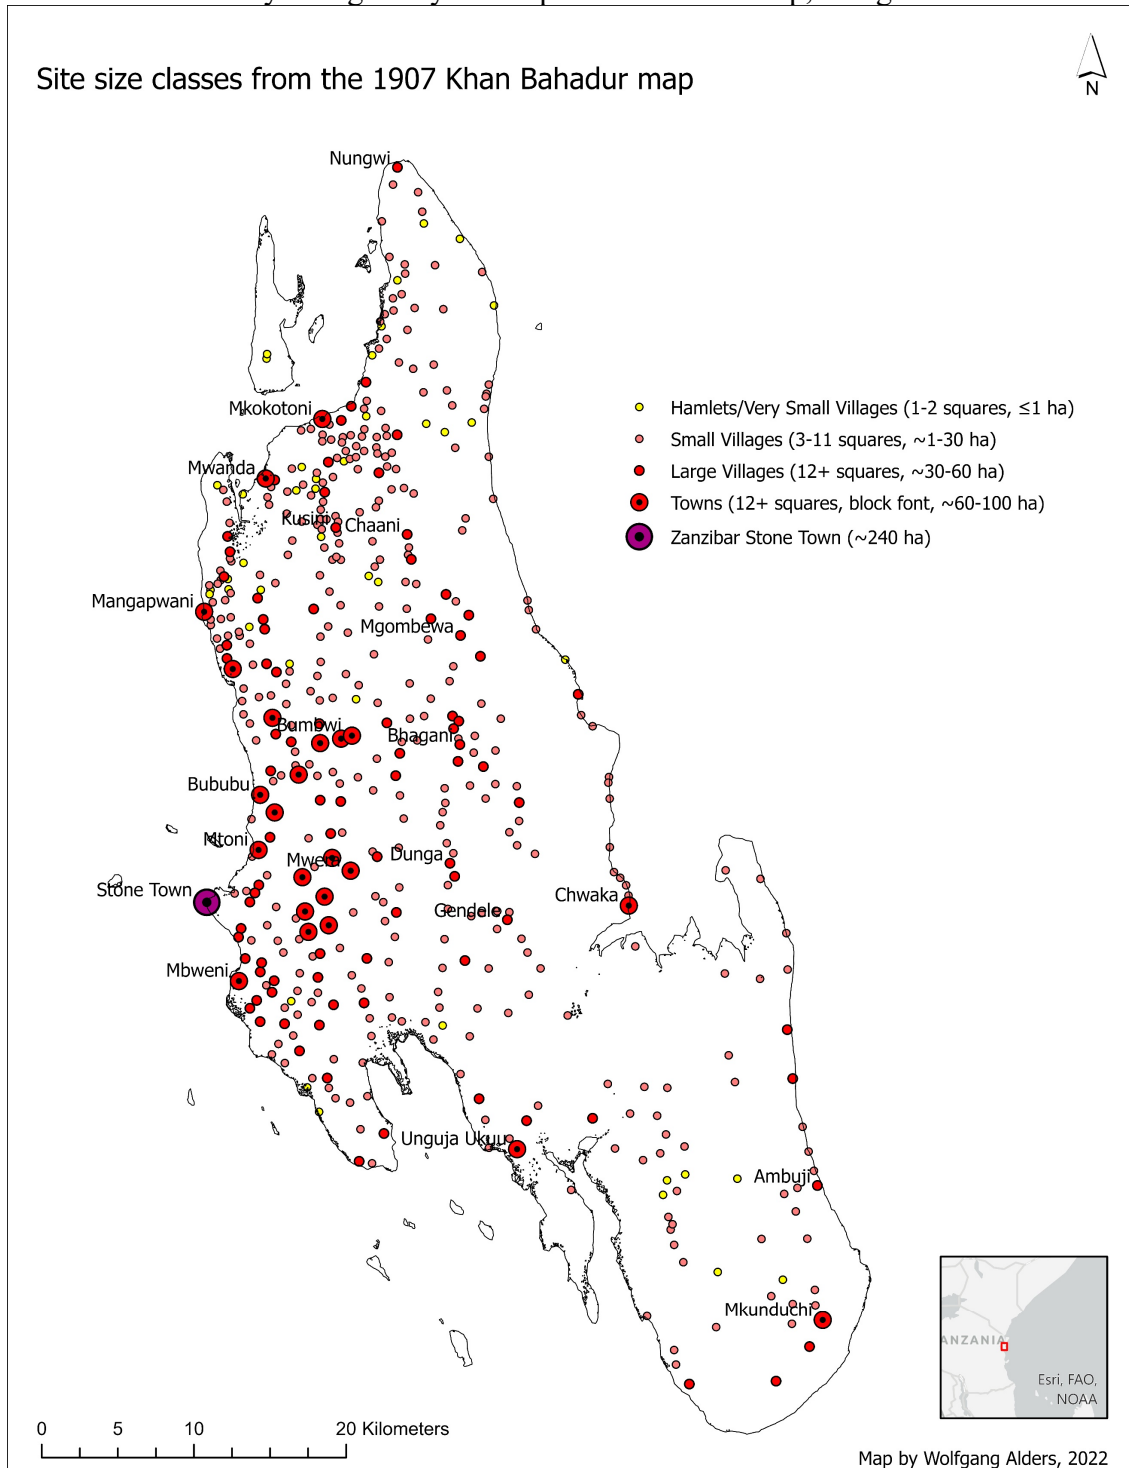 Site size classes from the 1907 Khan Bahadur map
N
Nungwi
Mkokotoni
Hamlets/Very Small Villages (1-2 squares, ≤1 ha)
Small Villages (3-11 squares, ~1-30 ha)
Mwanda
Large Villages (12+ squares, ~30-60 ha)
Towns (12+ squares, block font, ~60-100 ha)
Kusini
Chaani
Zanzibar Stone Town (~240 ha)
Mangapwani
Mgombewa
Bumbwi
Bhagani
Bububu
Mtoni
Mwera
Dunga
Stone Town
Chwaka
Gendele
Mbweni
Unguja Ukuu
Ambuji
Mkunduchi
ANZANIA
Esri, FAO,
NOAA
0 5 10 20 Kilometers
Map by Wolfgang Alders, 2022